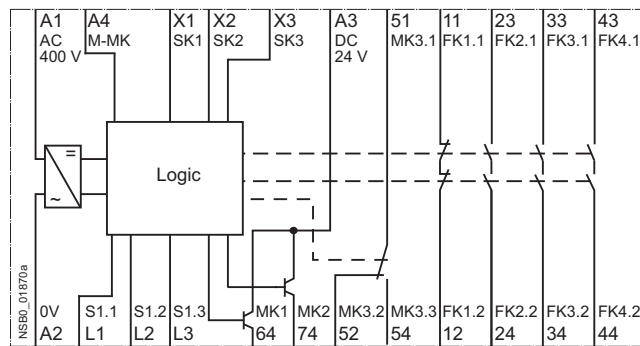 A1 A4 X1 X2 X3 A3 51 11 23 33 43
AC M-MK SK1 SK2 SK3 DC MK3.1 FK1.1 FK2.1 FK3.1 FK4.1
400 V 24 V
=
~
Logic
NSB0_01870a
0V S1.1 S1.2 S1.3 MK1 MK2 MK3.2 MK3.3 FK1.2 FK2.2 FK3.2 FK4.2
A2 L1 L2 L3 64 74 52 54 12 24 34 44